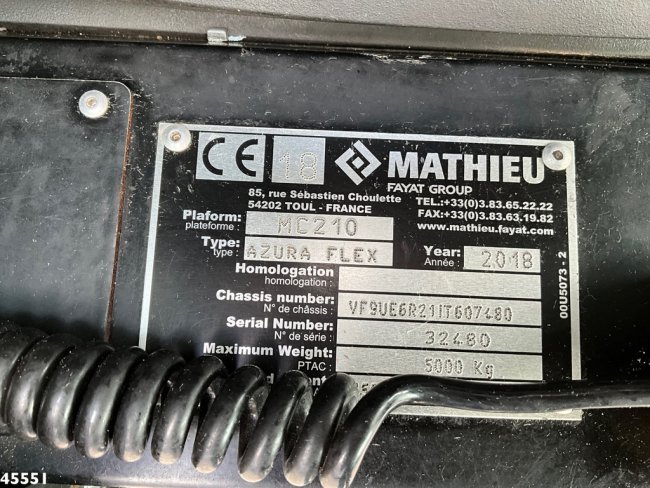 CE 18 MATHIEU
FAYAT GROUP
85, rue Sébastien Choulette
54202 TOUL - FRANCE
TEL.:+33(0)3.83.65.22.22
FAX:+33(0)3.83.63.19.82
www.mathieu.fayat.com
Plaform: MC210
plateforme :
Type: AZURA FLEX
type :
Year: 2018
Année :
Homologation
homologation :
Chassis number: VF9UE6R21IT607480
N° de châssis :
Serial Number: 32480
N° de série :
Maximum Weight: 5000 Kg
PTAC :
00U5073 - 2
45551